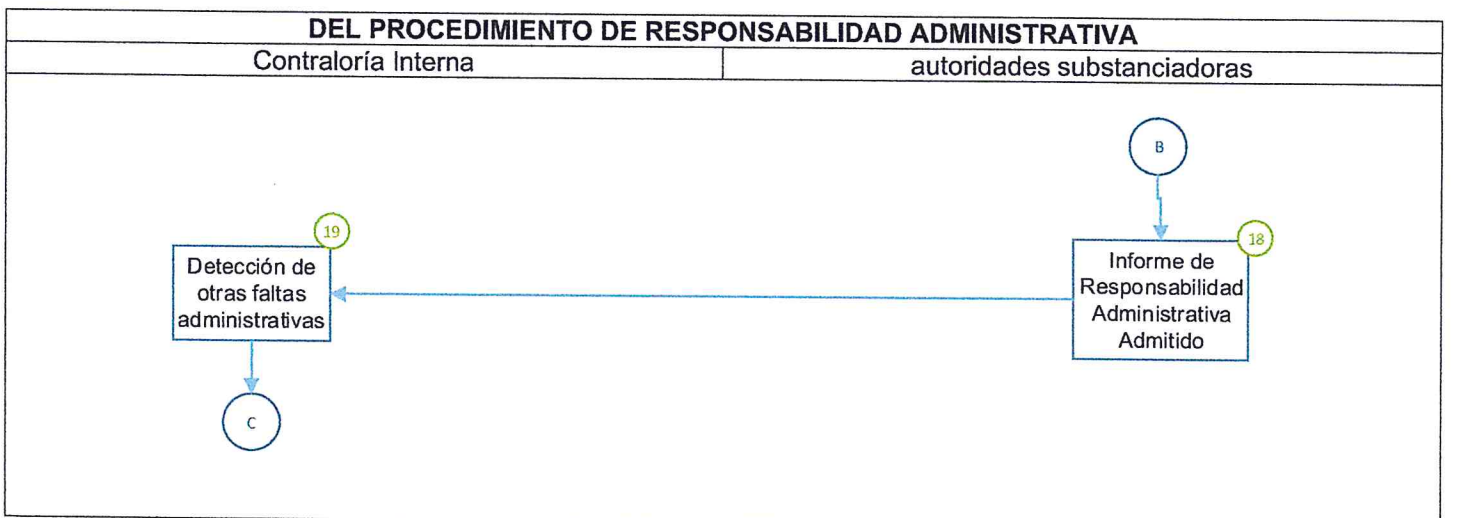 DEL PROCEDIMIENTO DE RESPONSABILIDAD ADMINISTRATIVA
Contraloría Interna
autoridades substanciadoras
B
18
Informe de
Responsabilidad
Administrativa
Admitido
19
Detección de
otras faltas
administrativas
C